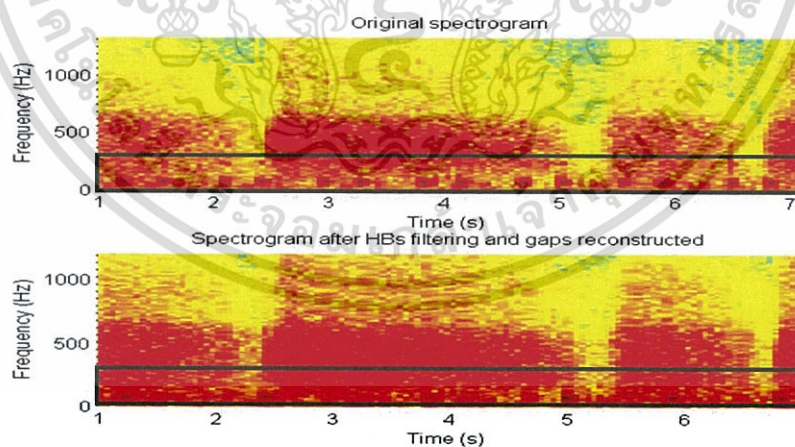 Original spectrogram
Frequency (Hz)
1000
500
0
1 2 3 4 5 6 7
Time (s)
Spectrogram after HBs filtering and gaps reconstructed
Frequency (Hz)
1000
500
0
1 2 3 4 5 6
Time (s)